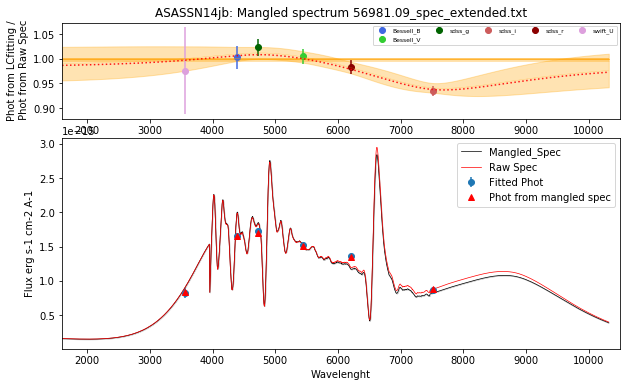 ASASSN14jb: Mangled spectrum 56981.09_spec_extended.txt
Phot from LCfitting /
Phot from Raw Spec
1.05
1.00
0.95
0.90
Bessell_B
Bessell_V
sdss_g
sdss_i
sdss_r
swift_U
2000 3000 4000 5000 6000 7000 8000 9000 10000
1e−15
Flux erg s-1 cm-2 A-1
3.0
2.5
2.0
1.5
1.0
0.5
Mangled_Spec
Raw Spec
Fitted Phot
Phot from mangled spec
2000 3000 4000 5000 6000 7000 8000 9000 10000
Wavelenght